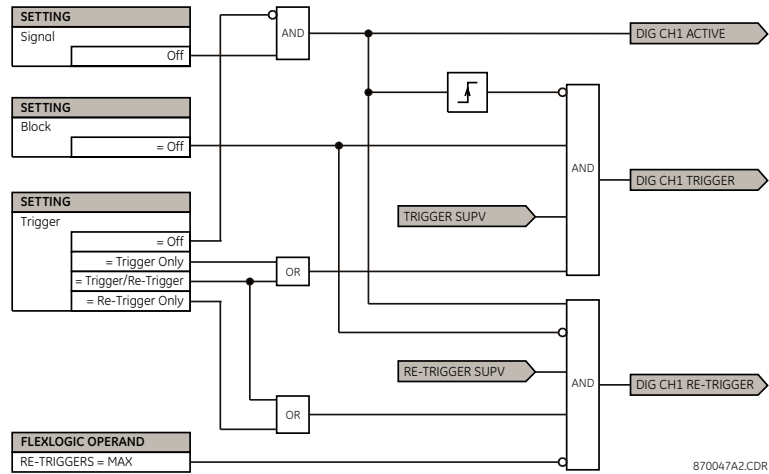 SETTING
Signal
Off
SETTING
Block
= Off
SETTING
Trigger
= Off
= Trigger Only
= Trigger/Re-Trigger
= Re-Trigger Only
FLEXLOGIC OPERAND
RE-TRIGGERS = MAX
AND
OR
OR
TRIGGER SUPV
RE-TRIGGER SUPV
AND
AND
DIG CH1 ACTIVE
DIG CH1 TRIGGER
DIG CH1 RE-TRIGGER
870047A2.CDR